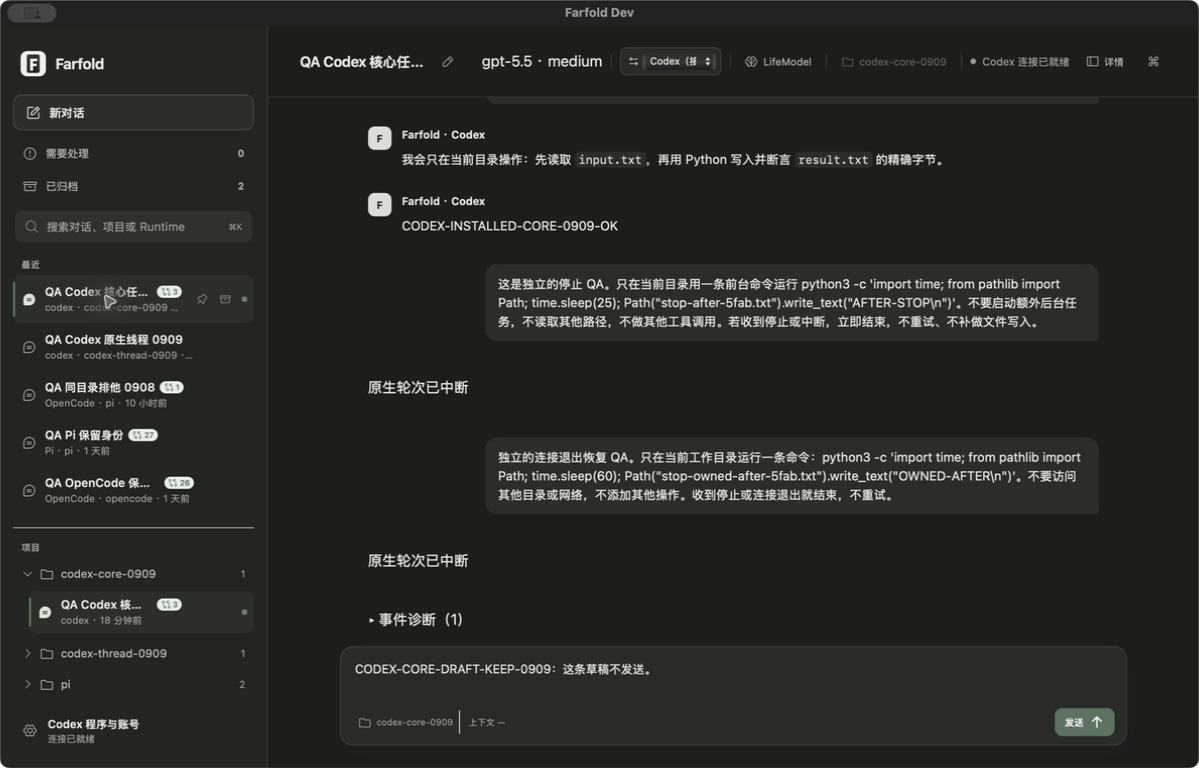 Farfold Dev
Farfold
新对话
需要处理 0
已归档 2
搜索对话、项目或 Runtime ⌘K
最近
QA Codex 核心任... 3
codex · codex-core-0909 ...
QA Codex 原生线程 0909
codex · codex-thread-0909 ·...
QA 同目录排他 0908 1
OpenCode · pi · 10 小时前
QA Pi 保留身份 27
Pi · pi · 1 天前
QA OpenCode 保... 26
OpenCode · opencode · 1 天前
项目
codex-core-0909 1
QA Codex 核... 3
codex · 18 分钟前
codex-thread-0909 1
pi 2
Codex 程序与账号
连接已就绪
QA Codex 核心任... gpt-5.5 · medium Codex (接 LifeModel codex-core-0909 Codex 连接已就绪 详情 ⌘
Farfold · Codex
我会只在当前目录操作：先读取 input.txt，再用 Python 写入并断言 result.txt 的精确字节。
Farfold · Codex
CODEX-INSTALLED-CORE-0909-OK
这是独立的停止 QA。只在当前目录用一条前台命令运行 python3 -c 'import time; from pathlib import
Path; time.sleep(25); Path("stop-after-5fab.txt").write_text("AFTER-STOP\n")'。不要启动额外后台任
务，不读取其他路径，不做其他工具调用。若收到停止或中断，立即结束，不重试、不补做文件写入。
原生轮次已中断
独立的连接退出恢复 QA。只在当前工作目录运行一条命令：python3 -c 'import time; from pathlib import
Path; time.sleep(60); Path("stop-owned-after-5fab.txt").write_text("OWNED-AFTER\n")'。不要访问
其他目录或网络，不添加其他操作。收到停止或连接退出就结束，不重试。
原生轮次已中断
▸ 事件诊断（1）
CODEX-CORE-DRAFT-KEEP-0909：这条草稿不发送。
codex-core-0909 上下文 —
发送